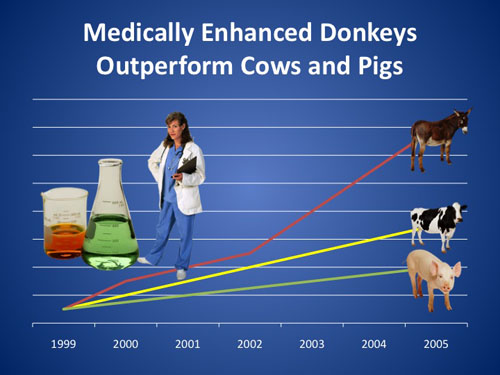 Medically Enhanced Donkeys
Outperform Cows and Pigs
1999 2000 2001 2002 2003 2004 2005